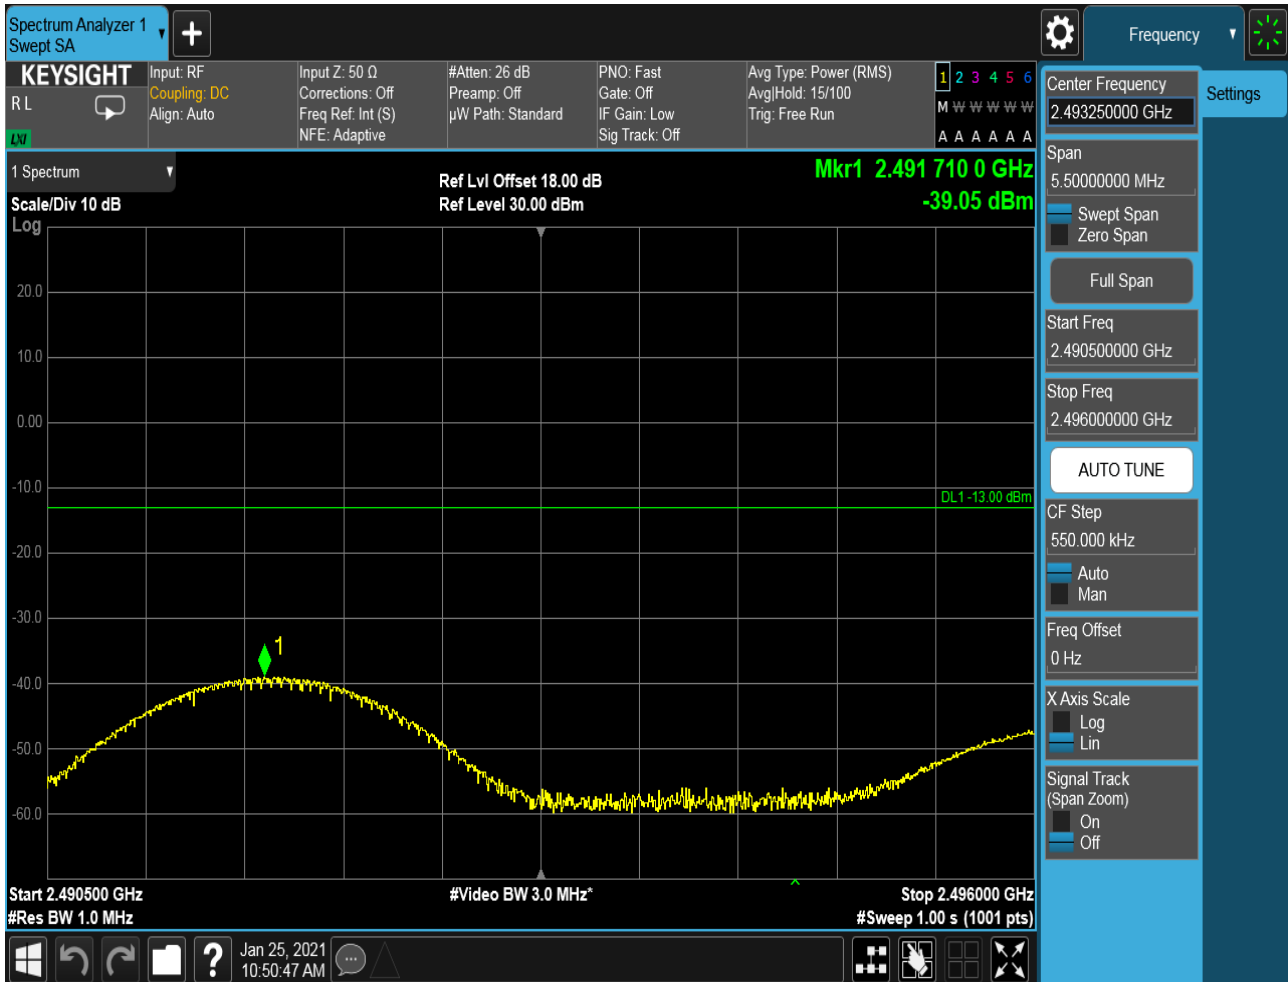 Spectrum Analyzer 1
Swept SA
+
Frequency
KEYSIGHT
R L
LXI
Input: RF
Coupling: DC
Align: Auto
Input Z: 50 Ω
Corrections: Off
Freq Ref: Int (S)
NFE: Adaptive
#Atten: 26 dB
Preamp: Off
µW Path: Standard
PNO: Fast
Gate: Off
IF Gain: Low
Sig Track: Off
Avg Type: Power (RMS)
Avg|Hold: 15/100
Trig: Free Run
1 2 3 4 5 6
M W W W W W
A A A A A A
1 Spectrum
Scale/Div 10 dB
Log
Ref Lvl Offset 18.00 dB
Ref Level 30.00 dBm
Mkr1 2.491 710 0 GHz
-39.05 dBm
20.0
10.0
0.00
-10.0
-20.0
-30.0
-40.0
-50.0
-60.0
DL1 -13.00 dBm
1
Start 2.490500 GHz
#Res BW 1.0 MHz
#Video BW 3.0 MHz*
Stop 2.496000 GHz
#Sweep 1.00 s (1001 pts)
Center Frequency
2.493250000 GHz
Settings
Span
5.50000000 MHz
Swept Span
Zero Span
Full Span
Start Freq
2.490500000 GHz
Stop Freq
2.496000000 GHz
AUTO TUNE
CF Step
550.000 kHz
Auto
Man
Freq Offset
0 Hz
X Axis Scale
Log
Lin
Signal Track
(Span Zoom)
On
Off
?
Jan 25, 2021
10:50:47 AM